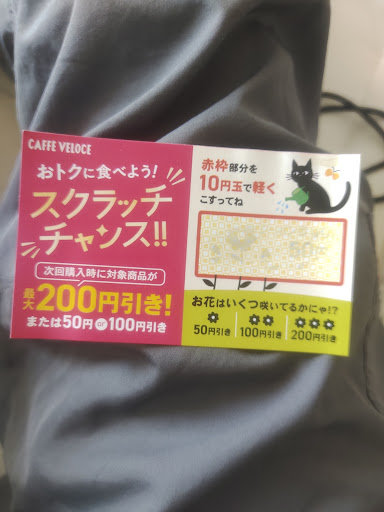 CAFFE VELOCE
おトクに食べよう!
スクラッチ
チャンス!!
次回購入時に対象商品が
最大200円引き!
または50円or100円引き
赤枠部分を
10円玉で軽く
こすってね
お花はいくつ咲いてるかにゃ!?
50円引き
100円引き
200円引き